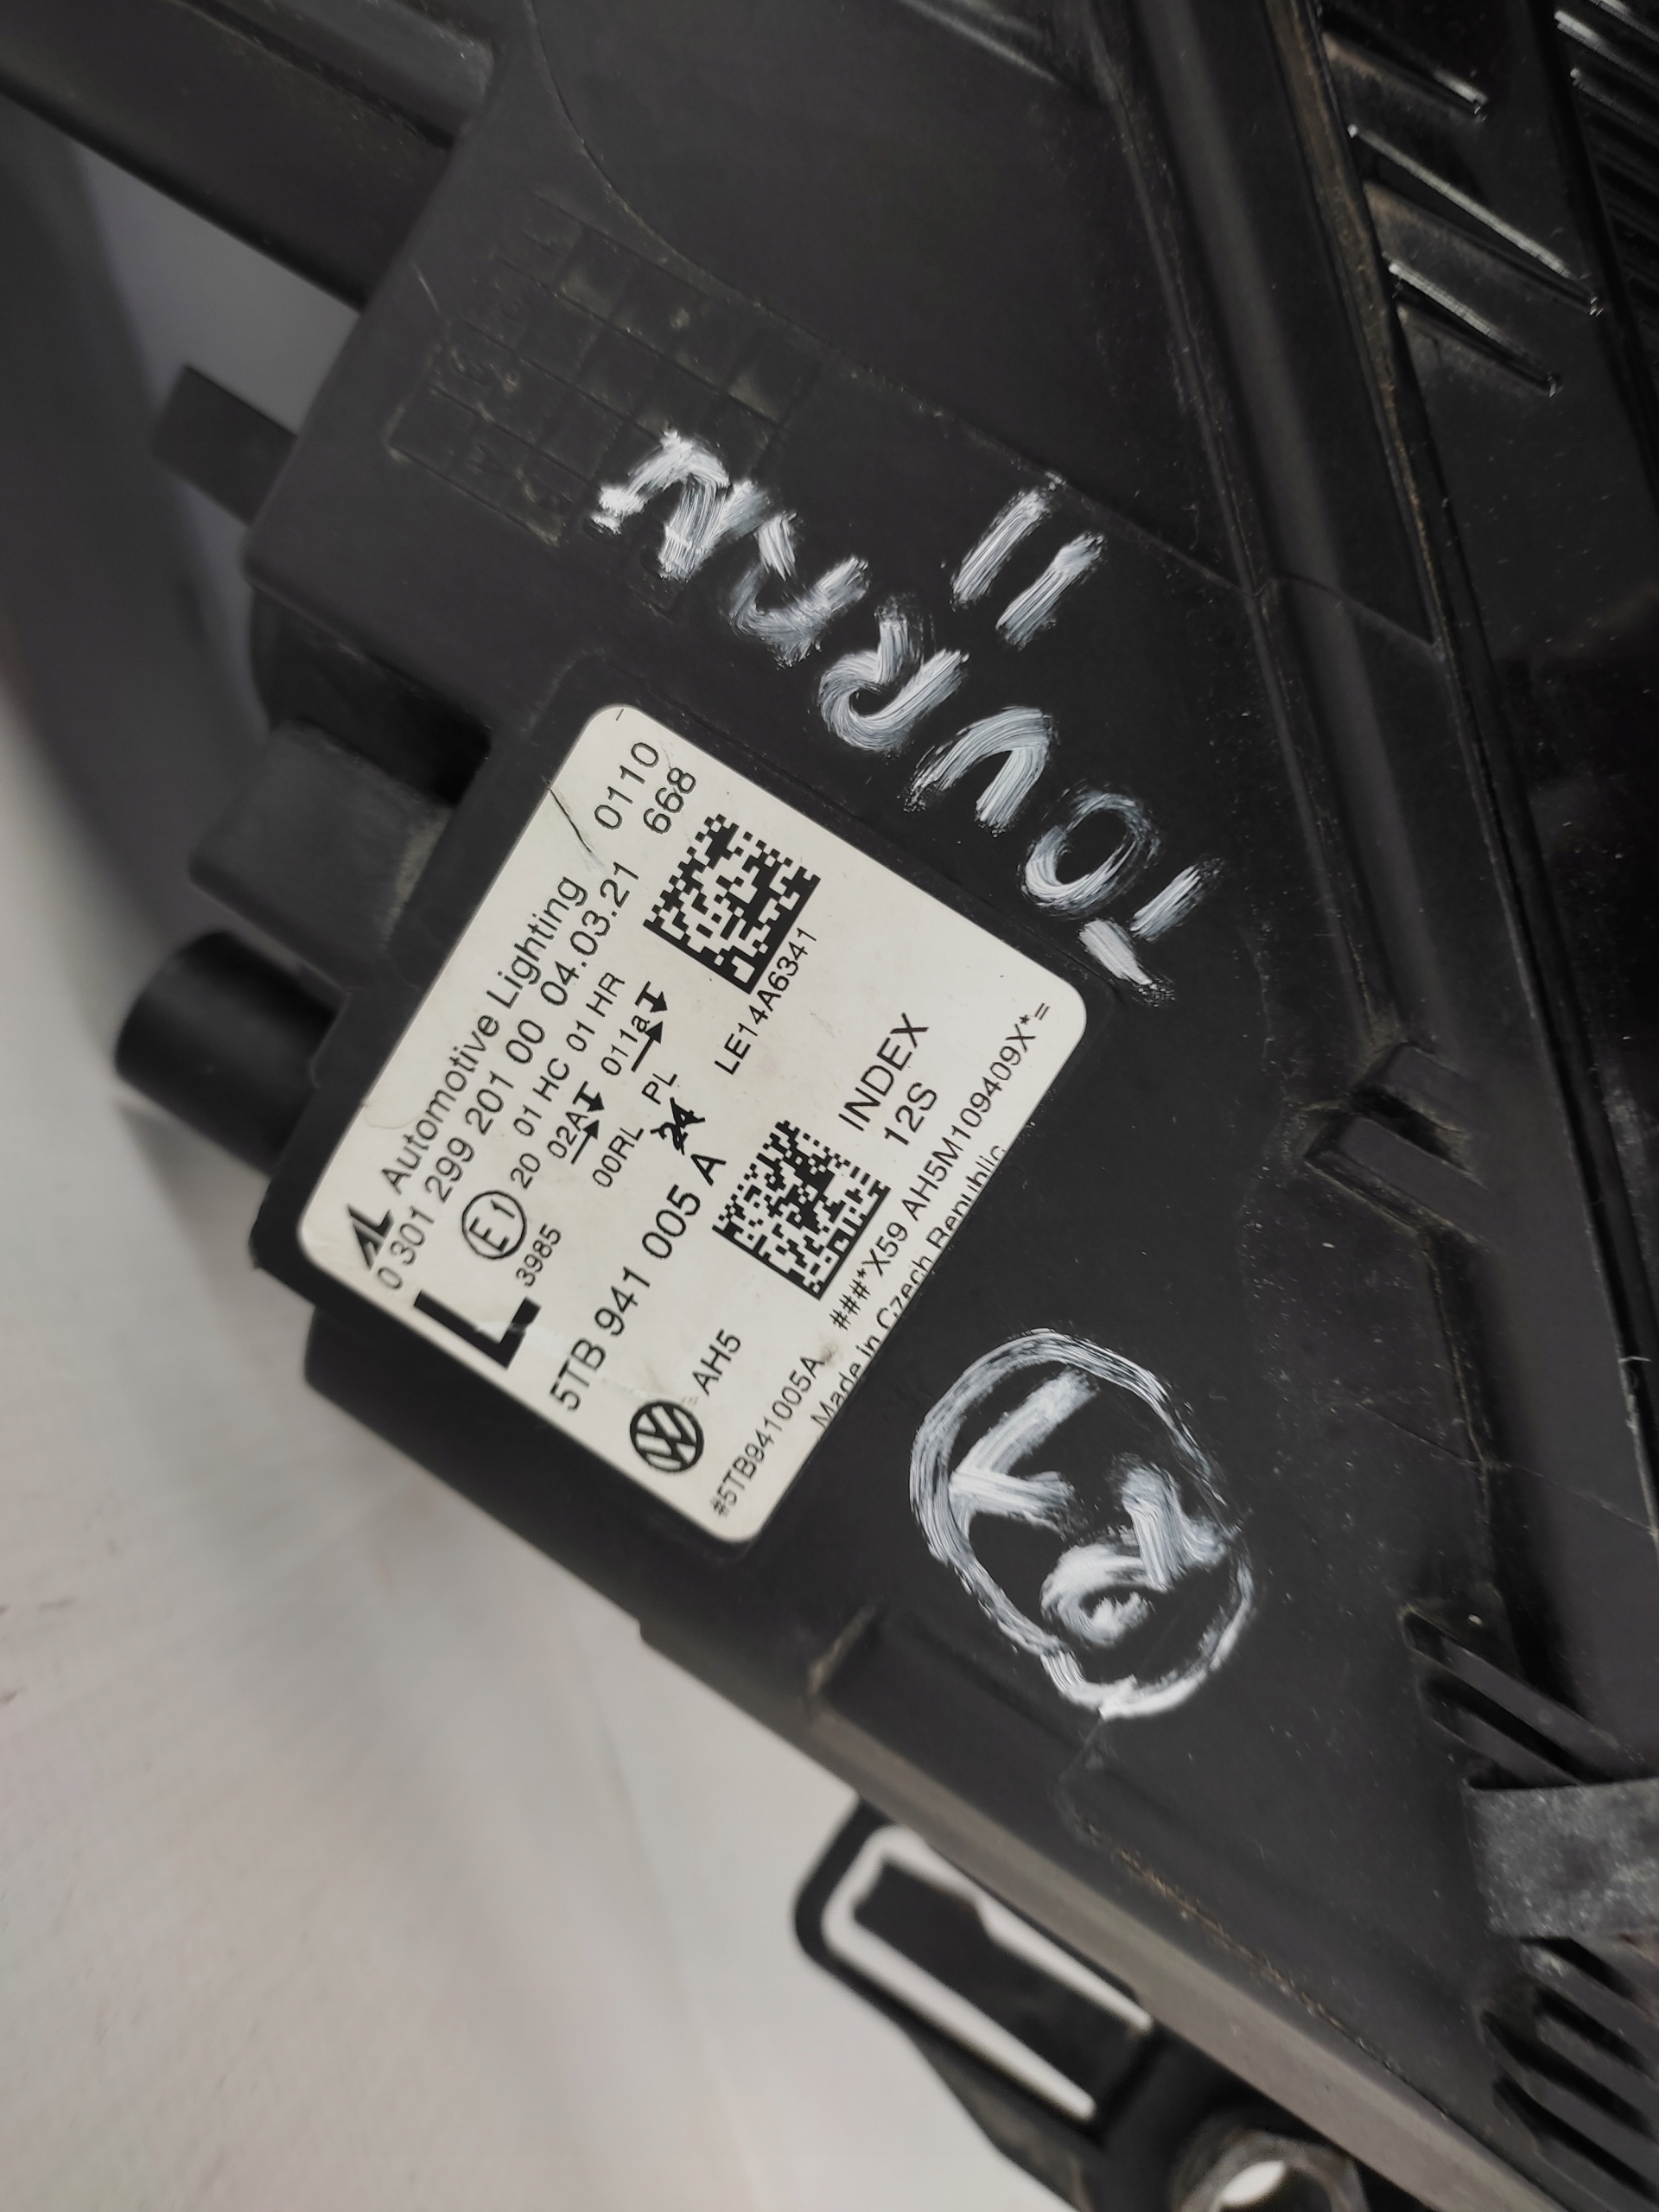 TOURAN
II
AL Automotive Lighting 0110
0 301 299 201 00 04.03.21 668
L
E1
3985
20 01 HC 01 HR
02A 011a
00RL 24 PL
5TB 941 005 A
LE14A6341
AH5
INDEX
12S
#5TB941005A ###*X59 AH5M109409X*=
Made in Czech Republic